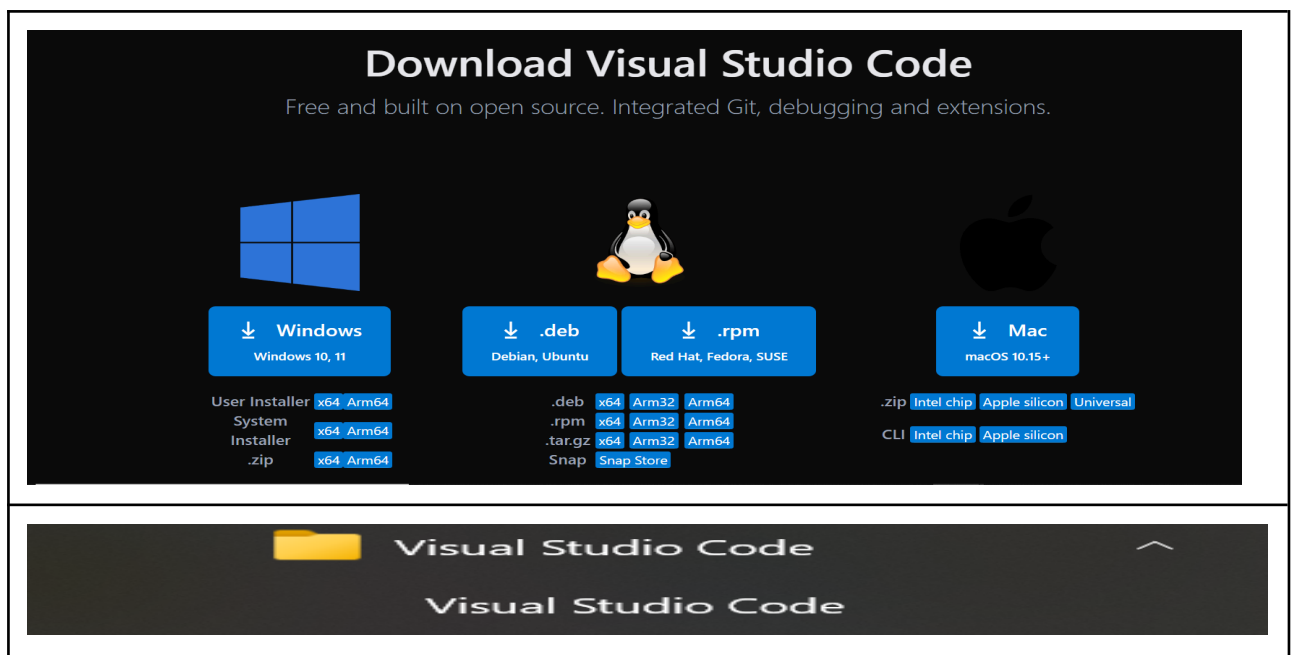 Download Visual Studio Code
Free and built on open source. Integrated Git, debugging and extensions.
Windows
Windows 10, 11
User Installer x64 Arm64
System
Installer x64 Arm64
.zip x64 Arm64
.deb
Debian, Ubuntu
.rpm
Red Hat, Fedora, SUSE
.deb x64 Arm32 Arm64
.rpm x64 Arm32 Arm64
.tar.gz x64 Arm32 Arm64
Snap Snap Store
Mac
macOS 10.15+
.zip Intel chip Apple silicon Universal
CLI Intel chip Apple silicon
Visual Studio Code
Visual Studio Code